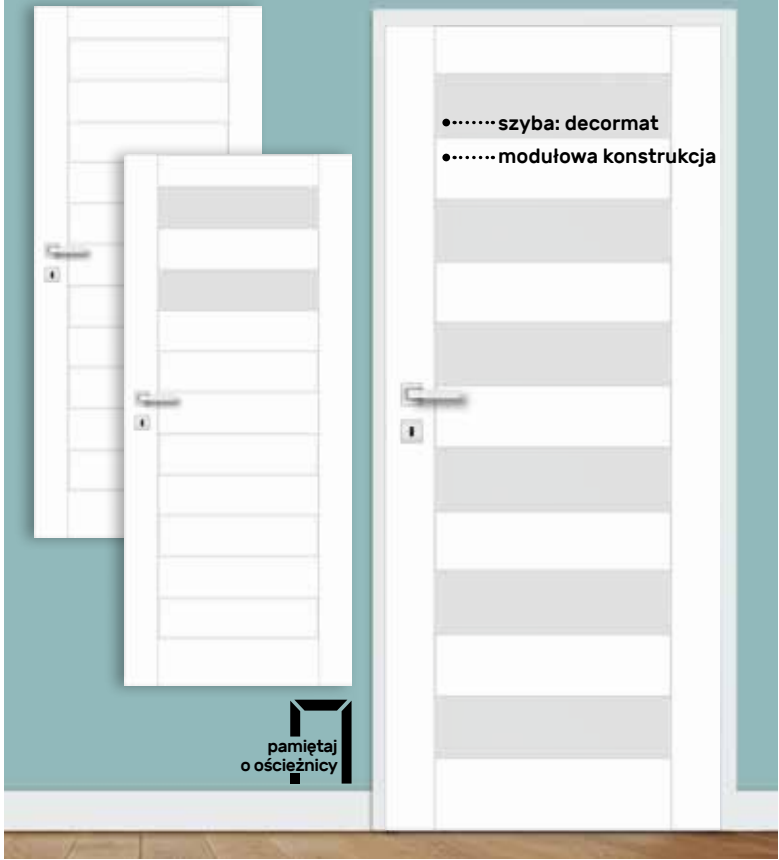 szyba: decormat
modułowa konstrukcja
pamiętaj
o ościeżnicy